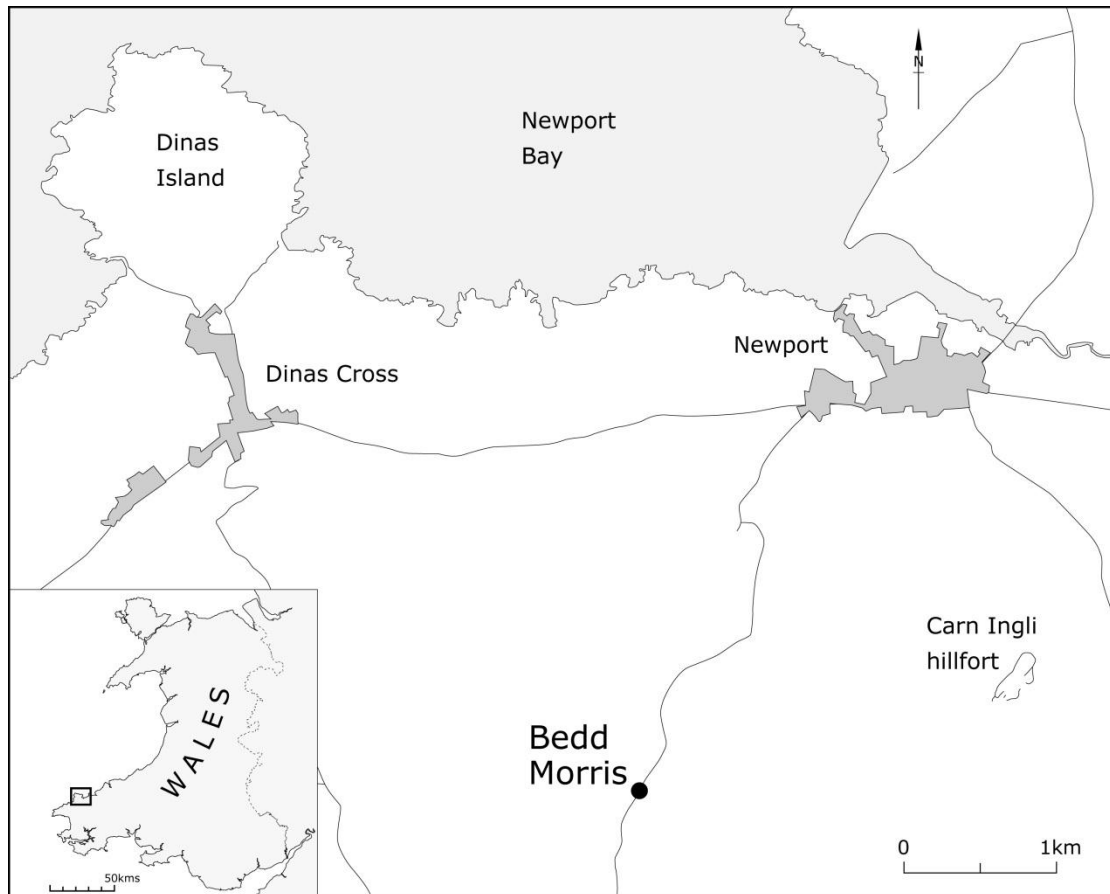 N
Dinas
Island
Newport
Bay
Newport
Dinas Cross
Carn Ingli
hillfort
Bedd
Morris
WALES
50kms
0 1km